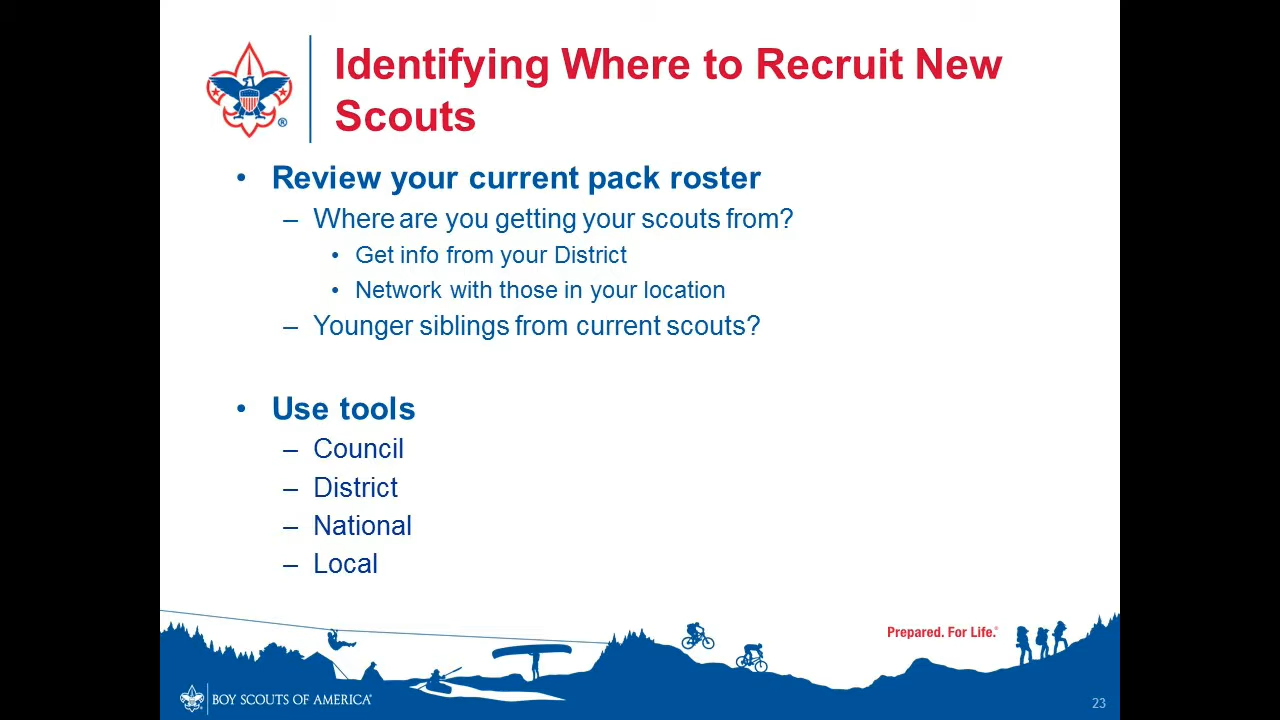 Identifying Where to Recruit New
Scouts
®
• Review your current pack roster
– Where are you getting your scouts from?
• Get info from your District
• Network with those in your location
– Younger siblings from current scouts?
• Use tools
– Council
– District
– National
– Local
Prepared. For Life.®
BOY SCOUTS OF AMERICA®
23